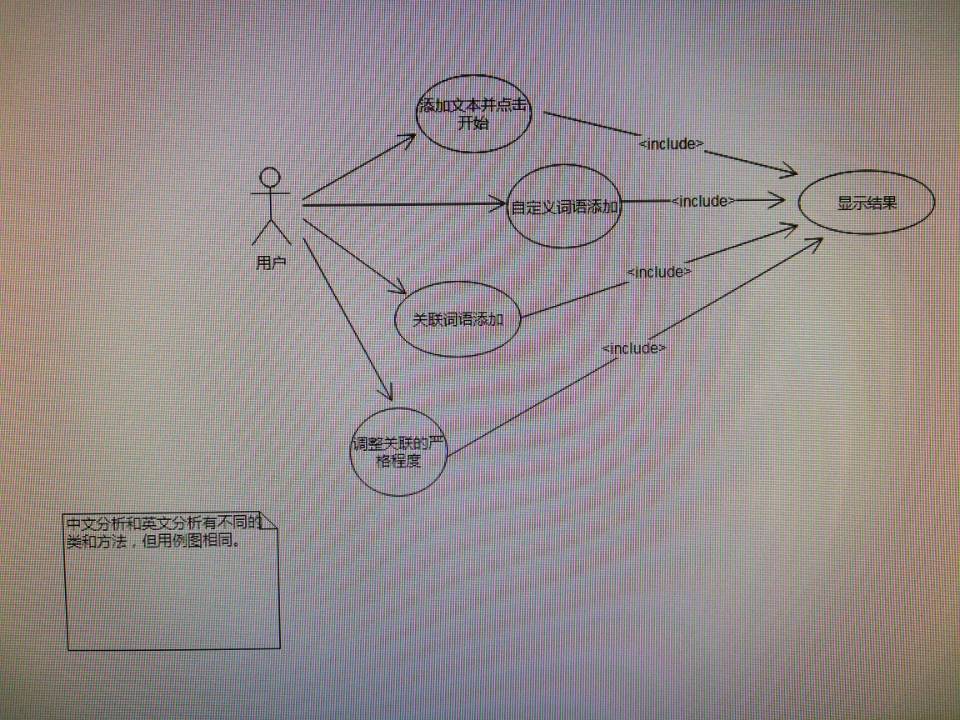 添加文本并点击
开始
<include>
自定义词语添加
<include>
显示结果
用户
<include>
关联词语添加
<include>
调整关联的严
格程度
中文分析和英文分析有不同的
类和方法，但用例图相同。